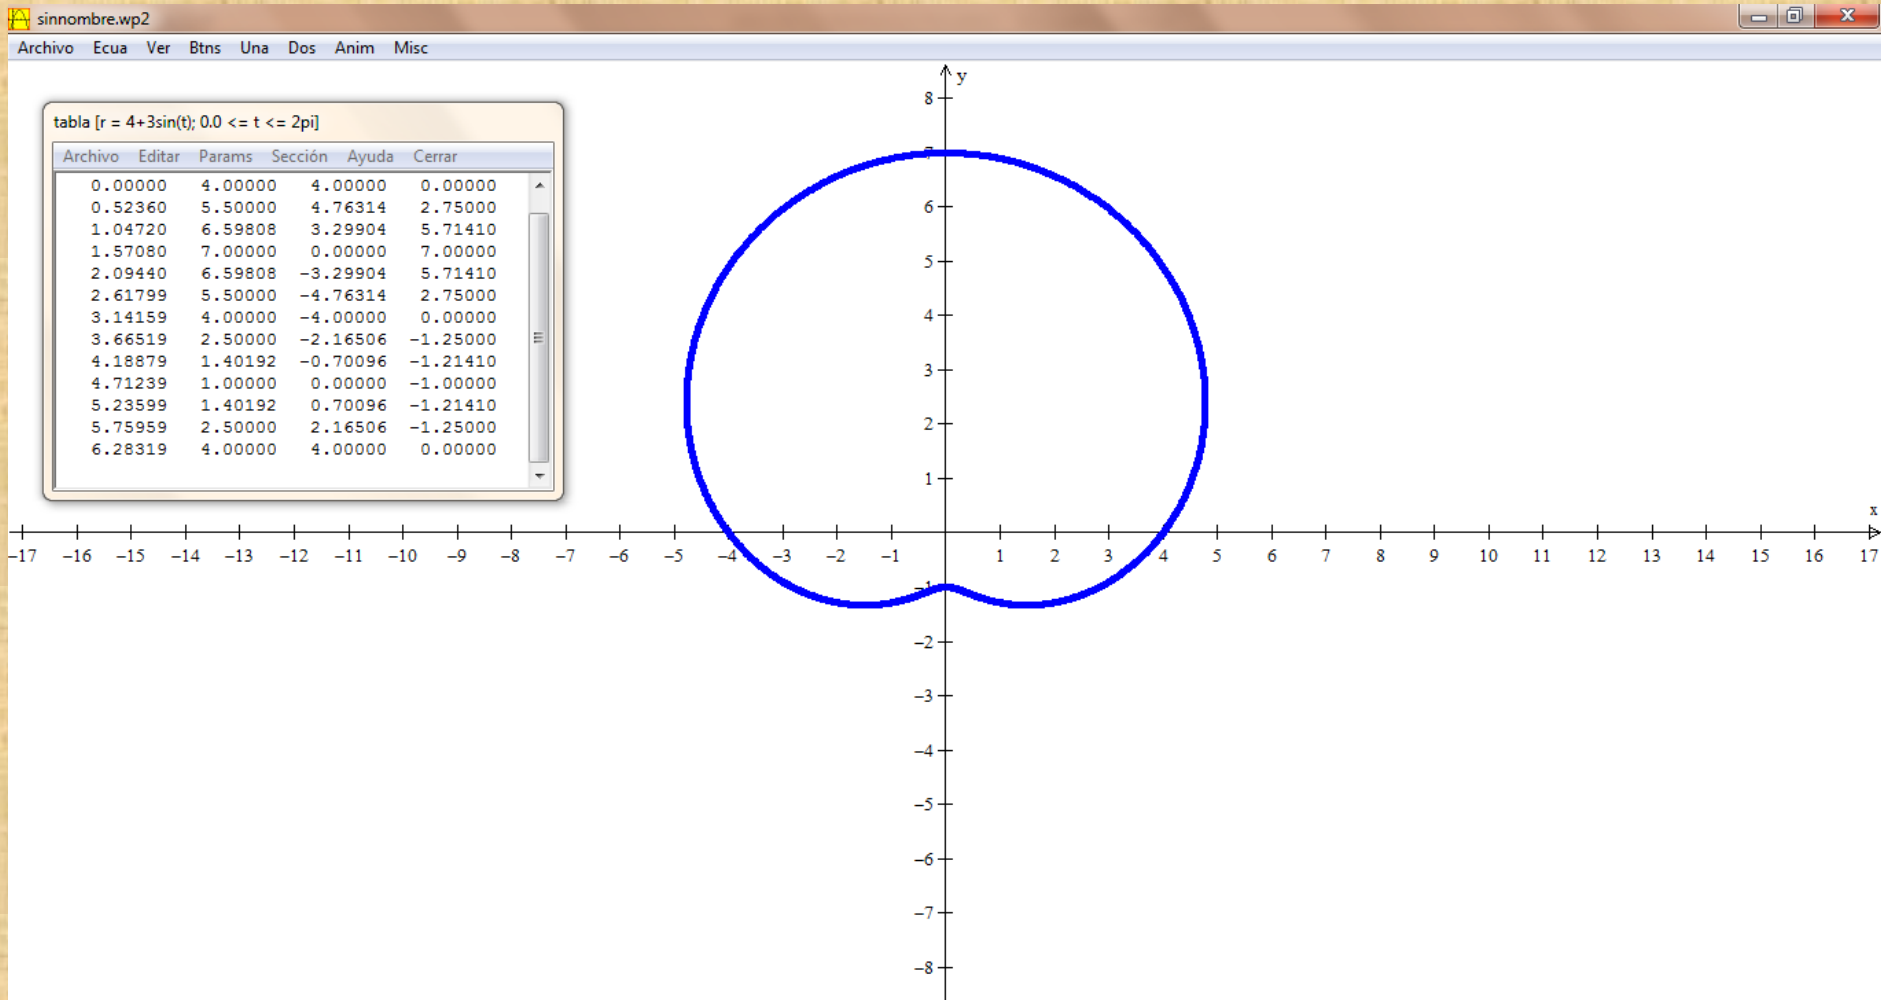 sinnombre.wp2
Archivo Ecua Ver Btns Una Dos Anim Misc
tabla [r = 4+3sin(t); 0.0 <= t <= 2pi]
Archivo Editar Params Sección Ayuda Cerrar
0.00000 4.00000 4.00000 0.00000
0.52360 5.50000 4.76314 2.75000
1.04720 6.59808 3.29904 5.71410
1.57080 7.00000 0.00000 7.00000
2.09440 6.59808 −3.29904 5.71410
2.61799 5.50000 −4.76314 2.75000
3.14159 4.00000 −4.00000 0.00000
3.66519 2.50000 −2.16506 −1.25000
4.18879 1.40192 −0.70096 −1.21410
4.71239 1.00000 0.00000 −1.00000
5.23599 1.40192 0.70096 −1.21410
5.75959 2.50000 2.16506 −1.25000
6.28319 4.00000 4.00000 0.00000
y
8
7
6
5
4
3
2
1
x
−17 −16 −15 −14 −13 −12 −11 −10 −9 −8 −7 −6 −5 −4 −3 −2 −1 1 2 3 4 5 6 7 8 9 10 11 12 13 14 15 16 17
−1
−2
−3
−4
−5
−6
−7
−8